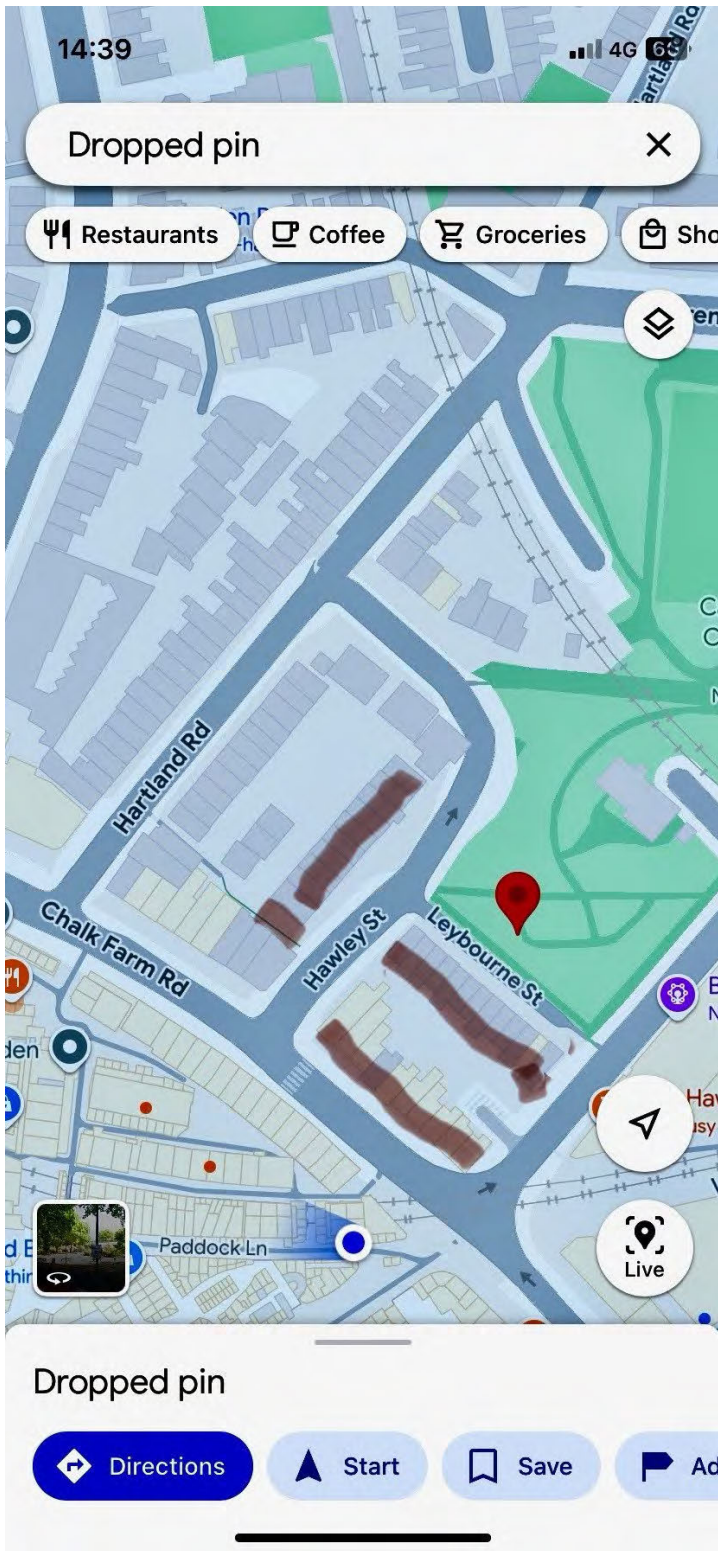 14:39
4G
Dropped pin
Restaurants
Coffee
Groceries
Hartland Rd
Chalk Farm Rd
Hawley St
Leybourne St
Paddock Ln
Live
Dropped pin
Directions
Start
Save